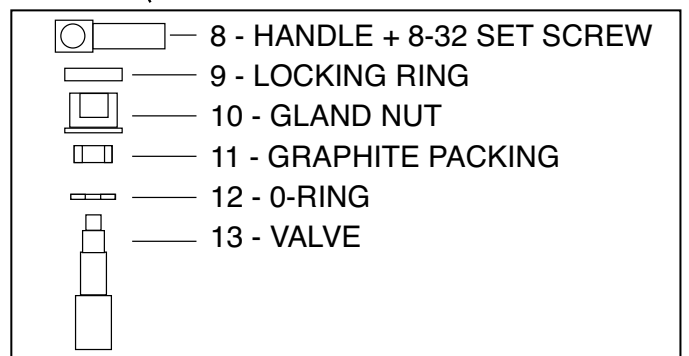 8 - HANDLE + 8-32 SET SCREW
9 - LOCKING RING
10 - GLAND NUT
11 - GRAPHITE PACKING
12 - 0-RING
13 - VALVE